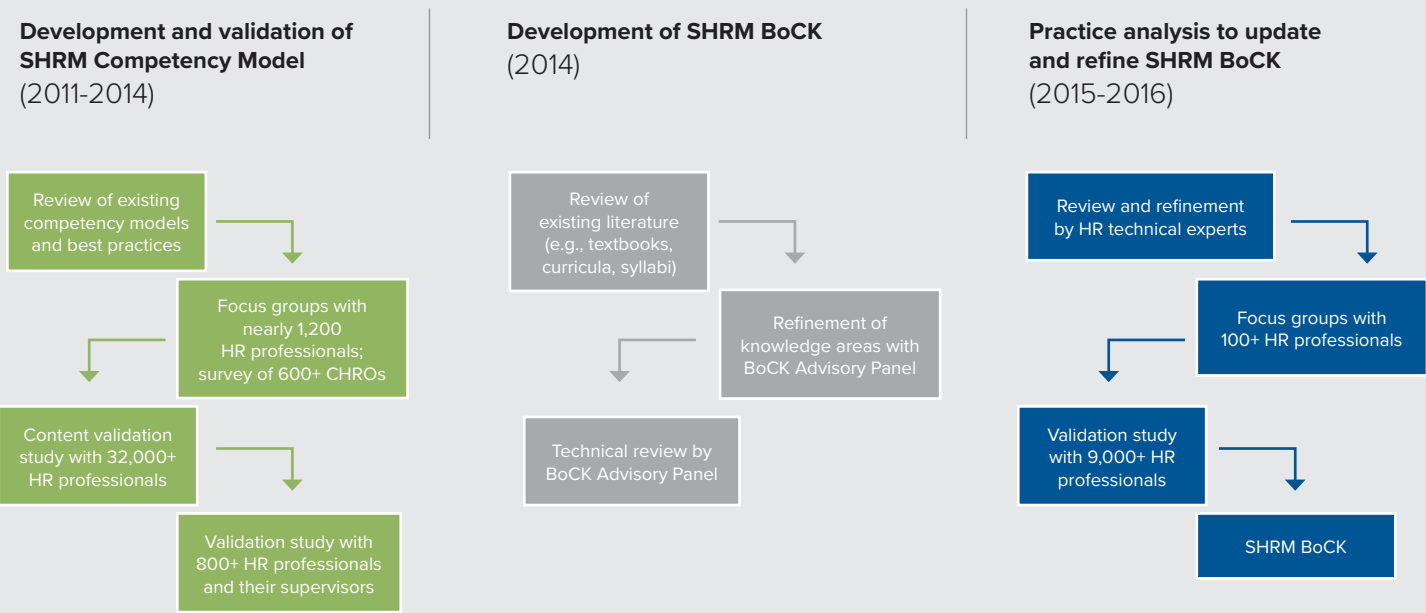 Development and validation of
SHRM Competency Model
(2011-2014)
Review of existing
competency models
and best practices
Focus groups with
nearly 1,200
HR professionals;
survey of 600+ CHROs
Content validation
study with 32,000+
HR professionals
Validation study with
800+ HR professionals
and their supervisors
Development of SHRM BoCK
(2014)
Review of
existing literature
(e.g., textbooks,
curricula, syllabi)
Refinement of
knowledge areas with
BoCK Advisory Panel
Technical review by
BoCK Advisory Panel
Practice analysis to update
and refine SHRM BoCK
(2015-2016)
Review and refinement
by HR technical experts
Focus groups with
100+ HR professionals
Validation study
with 9,000+ HR
professionals
SHRM BoCK